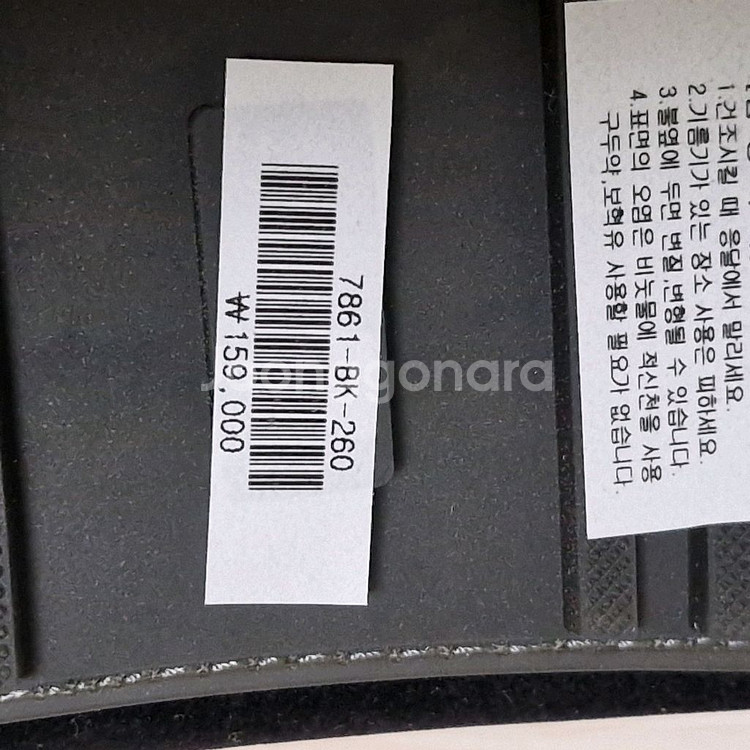 7861-BK-260
₩159,000
1.건조시킬 때 응달에서 말리세요.
2.기름기가 있는 장소 사용은 피하세요.
3.불옆에 두면 변질,변형될 수 있습니다.
4.표면의 오염은 비눗물에 적신천을 사용
구두약,보혁유 사용할 필요가 없습니다.
joonggonara